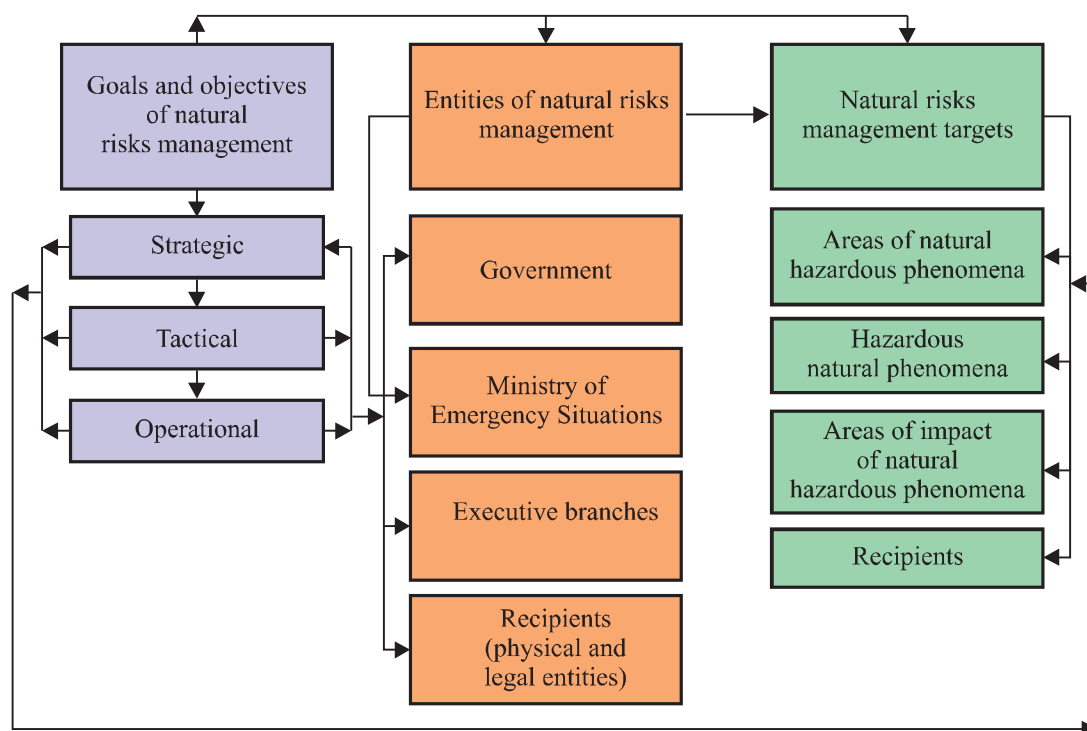 Goals and objectives
of natural
risks management
Strategic
Tactical
Operational
Entities of natural risks
management
Government
Ministry of
Emergency Situations
Executive branches
Recipients
(physical and
legal entities)
Natural risks
management targets
Areas of natural
hazardous phenomena
Hazardous
natural phenomena
Areas of impact
of natural
hazardous phenomena
Recipients